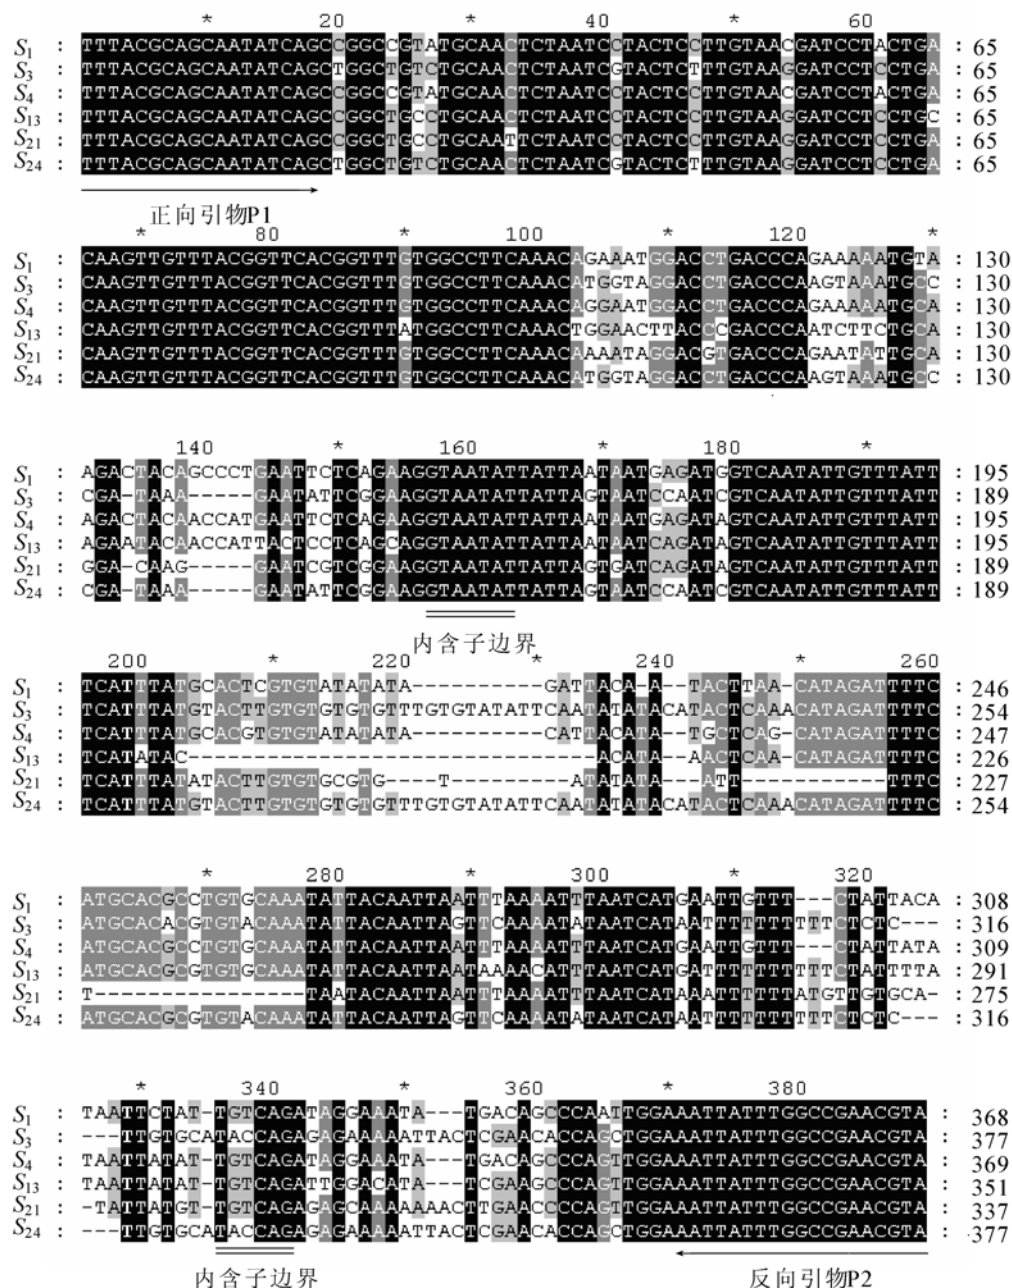 * 20 * 40 * 60
S1 : TTTACGCAGCAATATCAGCCGGCCGTATGCAACTCTAATCCTACTCCTTGTAACGATCCTACTGA : 65
S3 : TTTACGCAGCAATATCAGCTGGCTGTCTGCAACTCTAATCGTACTCTTTGTAAGGATCCTCCTGA : 65
S4 : TTTACGCAGCAATATCAGCCGGCCGTATGCAACTCTAATCCTACTCCTTGTAACGATCCTACTGA : 65
S13 : TTTACGCAGCAATATCAGCCGGCTGCCTGCAACTCTAATCCTACTCCTTGTAAGGATCCTCCTGC : 65
S21 : TTTACGCAGCAATATCAGCCGGCTGCCTGCAATTCTAATCCTACTCCTTGTAAGGATCCTCCTGA : 65
S24 : TTTACGCAGCAATATCAGCTGGCTGTCTGCAACTCTAATCGTACTCTTTGTAAGGATCCTCCTGA : 65
正向引物P1
* 80 * 100 * 120 *
S1 : CAAGTTGTTTACGGTTCACGGTTTGTGGCCTTCAAACAGAAATGGACCTGACCCAGAAAAATGTA : 130
S3 : CAAGTTGTTTACGGTTCACGGTTTGTGGCCTTCAAACATGGTAGGACCTGACCCAAGTAAATGCC : 130
S4 : CAAGTTGTTTACGGTTCACGGTTTGTGGCCTTCAAACAGGAATGGACCTGACCCAGAAAAATGCA : 130
S13 : CAAGTTGTTTACGGTTCACGGTTTATGGCCTTCAAACTGGAACTTACCCGACCCAATCTTCTGCA : 130
S21 : CAAGTTGTTTACGGTTCACGGTTTGTGGCCTTCAAACAAAATAGGACGTGACCCAGAATATTGCA : 130
S24 : CAAGTTGTTTACGGTTCACGGTTTGTGGCCTTCAAACATGGTAGGACCTGACCCAAGTAAATGCC : 130
140 * 160 * 180 *
S1 : AGACTACAGCCCTGAATTCTCAGAAGGTAATATTATTAATAATGAGATGGTCAATATTGTTTATT : 195
S3 : CGA-TAAA-----GAATATTCGGAAGGTAATATTATTAGTAATCCAATCGTCAATATTGTTTATT : 189
S4 : AGACTACAACCATGAATTCTCAGAAGGTAATATTATTAATAATGAGATAGTCAATATTGTTTATT : 195
S13 : AGAATACAACCATTACTCCTCAGCAGGTAATATTATTAATAATCAGATAGTCAATATTGTTTATT : 195
S21 : GGA-CAAG-----GAATCGTCGGAAGGTAATATTATTAGTGATCAGATAGTCAATATTGTTTATT : 189
S24 : CGA-TAAA-----GAATATTCGGAAGGTAATATTATTAGTAATCCAATCGTCAATATTGTTTATT : 189
内含子边界
200 * 220 * 240 * 260
S1 : TCATTTATGCACTCGTGTATATATA----------GATTACA-A--TACTTAA-CATAGATTTTC : 246
S3 : TCATTTATGTACTTGTGTGTGTGTTTGTGTATATTCAATATATACATACTCAAACATAGATTTTC : 254
S4 : TCATTTATGCACGTGTGTATATATA----------CATTACATA--TGCTCAG-CATAGATTTTC : 247
S13 : TCATATAC-------------------------------ACATA--AACTCAA-CATAGATTTTC : 226
S21 : TCATTTATATACTTGTGTGCGTG----T---------ATATATA--ATT-----------TTTC : 227
S24 : TCATTTATGTACTTGTGTGTGTGTTTGTGTATATTCAATATATACATACTCAAACATAGATTTTC : 254
* 280 * 300 * 320
S1 : ATGCACGCCTGTGCAAATATTACAATTAATTTAAAATTTAATCATGAATTGTTT---CTATTACA : 308
S3 : ATGCACACGTGTACAAATATTACAATTAGTTCAAAATATAATCATAATTTTTTTTTTCTCTC--- : 316
S4 : ATGCACGCCTGTGCAAATATTACAATTAATTTAAAATTTAATCATGAATTGTTT---CTATTATA : 309
S13 : ATGCACGCGTGTGCAAATATTACAATTAATAAAACATTTAATCATGATTTTTTTTTTCTATTTTA : 291
S21 : T----------------TAATACAATTAATTTAAAATTTAATCATAAATTTTTTATGTTGTGCA- : 275
S24 : ATGCACGCGTGTACAAATATTACAATTAGTTCAAAATATAATCATAATTTTTTTTTTCTCTC--- : 316
* 340 * 360 * 380
S1 : TAATTCTAT-TGTCAGATAGGAAATA---TGACAGCCCAATTGGAAATTATTTGGCCGAACGTA : 368
S3 : ---TTGTGCATACCAGAGAGAAAAATTACTCGAACACCAGCTGGAAATTATTTGGCCGAACGTA : 377
S4 : TAATTATAT-TGTCAGATAGGAAATA---TGACAGCCCAGTTGGAAATTATTTGGCCGAACGTA : 369
S13 : TAATTATAT-TGTCAGATTGGACATA---TCGAAGCCCAGTTGGAAATTATTTGGCCGAACGTA : 351
S21 : -TATTATGT-TGTCAGAGAGCAAAAAAAACTTGAACCCCAGTTGGAAATTATTTGGCCGAACGTA : 337
S24 : ---TTGTGCATACCAGAGAGAAAAATTACTCGAACACCAGCTGGAAATTATTTGGCCGAACGTA : 377
内含子边界 反向引物P2